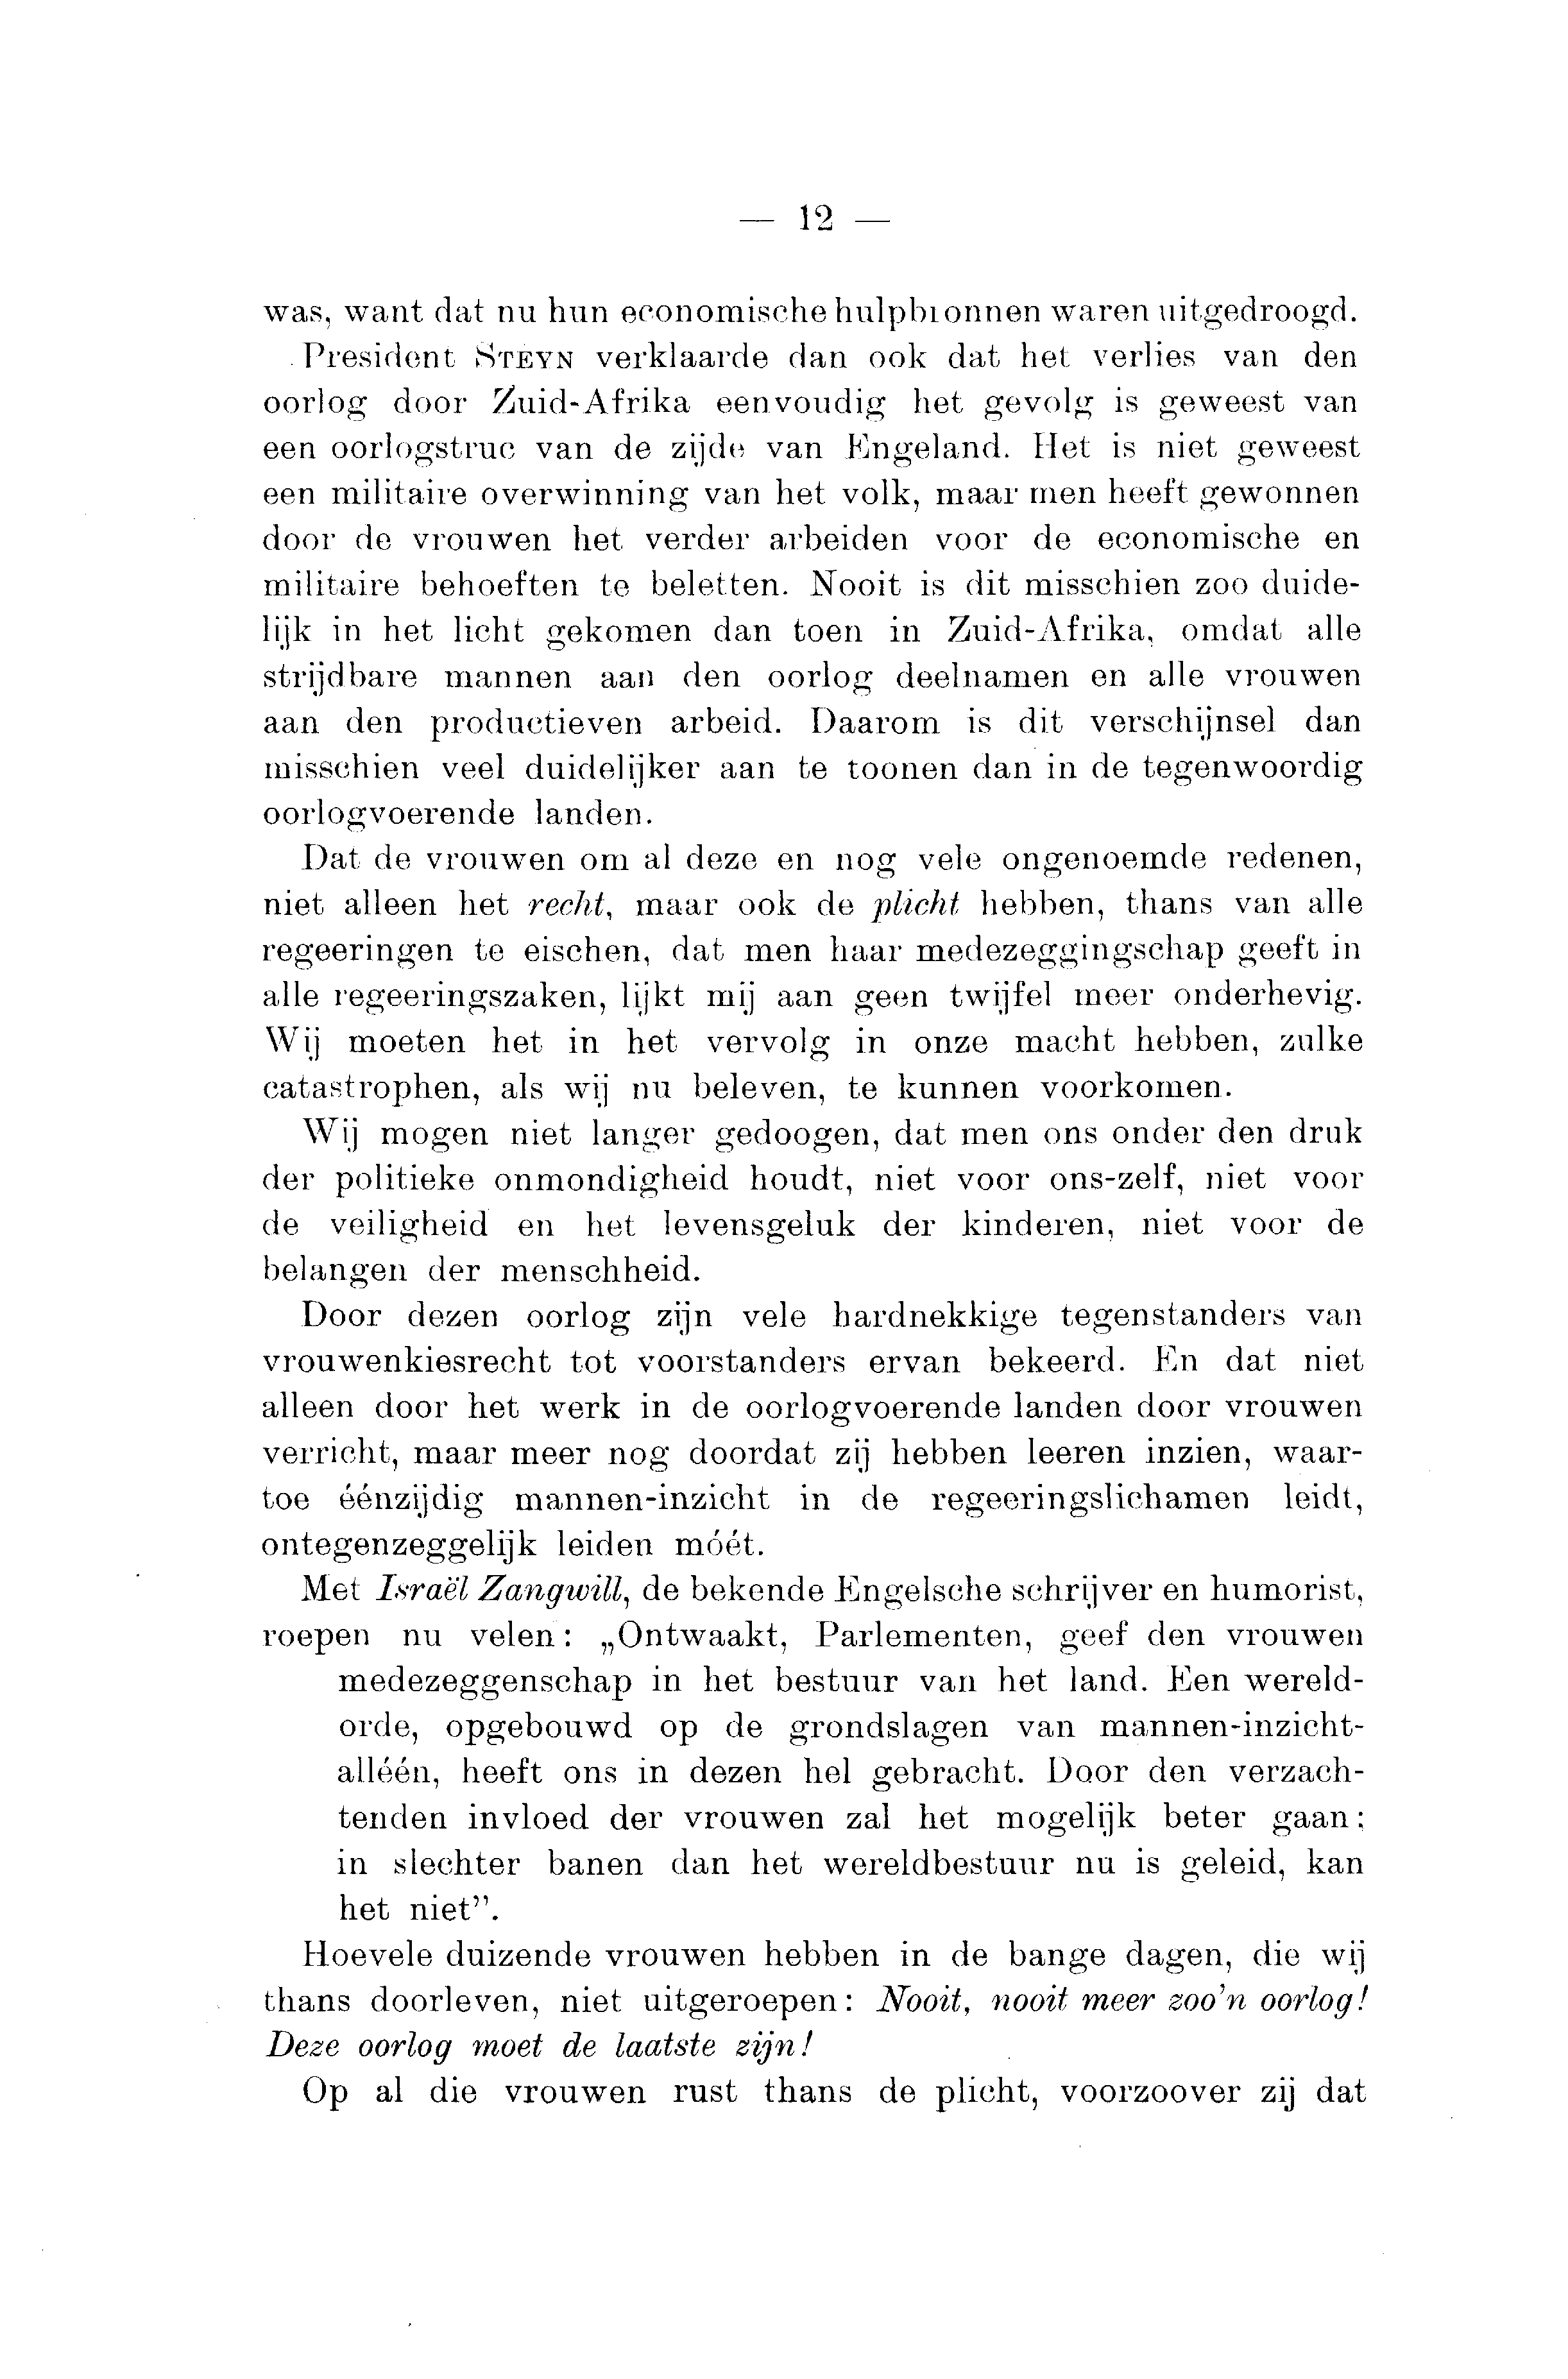 — 12 —
was, want dat nu hun economische hulpbronnen waren uitgedroogd.
President STEYN verklaarde dan ook dat het verlies van den
oorlog door Zuid-Afrika eenvoudig het gevolg is geweest van
een oorlogstruc van de zijde van Engeland. Het is niet geweest
een militaire overwinning van het volk, maar men heeft gewonnen
door de vrouwen het verder arbeiden voor de economische en
militaire behoeften te beletten. Nooit is dit misschien zoo duide-
lijk in het licht gekomen dan toen in Zuid-Afrika, omdat alle
strijdbare mannen aan den oorlog deelnamen en alle vrouwen
aan den productieven arbeid. Daarom is dit verschijnsel dan
misschien veel duidelijker aan te toonen dan in de tegenwoordig
oorlogvoerende landen.
Dat de vrouwen om al deze en nog vele ongenoemde redenen,
niet alleen het recht, maar ook de plicht hebben, thans van alle
regeeringen te eischen, dat men haar medezeggingschap geeft in
alle regeeringszaken, lijkt mij aan geen twijfel meer onderhevig.
Wij moeten het in het vervolg in onze macht hebben, zulke
catastrophen, als wij nu beleven, te kunnen voorkomen.
Wij mogen niet langer gedoogen, dat men ons onder den druk
der politieke onmondigheid houdt, niet voor ons-zelf, niet voor
de veiligheid en het levensgeluk der kinderen, niet voor de
belangen der menschheid.
Door dezen oorlog zijn vele hardnekkige tegenstanders van
vrouwenkiesrecht tot voorstanders ervan bekeerd. En dat niet
alleen door het werk in de oorlogvoerende landen door vrouwen
verricht, maar meer nog doordat zij hebben leeren inzien, waar-
toe éénzijdig mannen-inzicht in de regeeringslichamen leidt,
ontegenzeggelijk leiden móét.
Met Israël Zangwill, de bekende Engelsche schrijver en humorist,
roepen nu velen: „Ontwaakt, Parlementen, geef den vrouwen
medezeggenschap in het bestuur van het land. Een wereld-
orde, opgebouwd op de grondslagen van mannen-inzicht-
alléén, heeft ons in dezen hel gebracht. Door den verzach-
tenden invloed der vrouwen zal het mogelijk beter gaan;
in slechter banen dan het wereldbestuur nu is geleid, kan
het niet”.
Hoevele duizende vrouwen hebben in de bange dagen, die wij
thans doorleven, niet uitgeroepen: Nooit, nooit meer zoo'n oorlog!
Deze oorlog moet de laatste zijn!
Op al die vrouwen rust thans de plicht, voorzoover zij dat